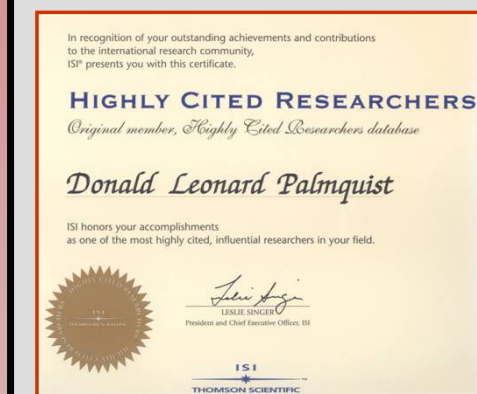 In recognition of your outstanding achievements and contributions
to the international research community,
ISI® presents you with this certificate.
HIGHLY CITED RESEARCHERS
Original member, Highly Cited Researchers database
Donald Leonard Palmquist
ISI honors your accomplishments
as one of the most highly cited, influential researchers in your field.
LESLIE SINGER
President and Chief Executive Officer, ISI
ISI
THOMSON SCIENTIFIC
ISI
THOMSON SCIENTIFIC